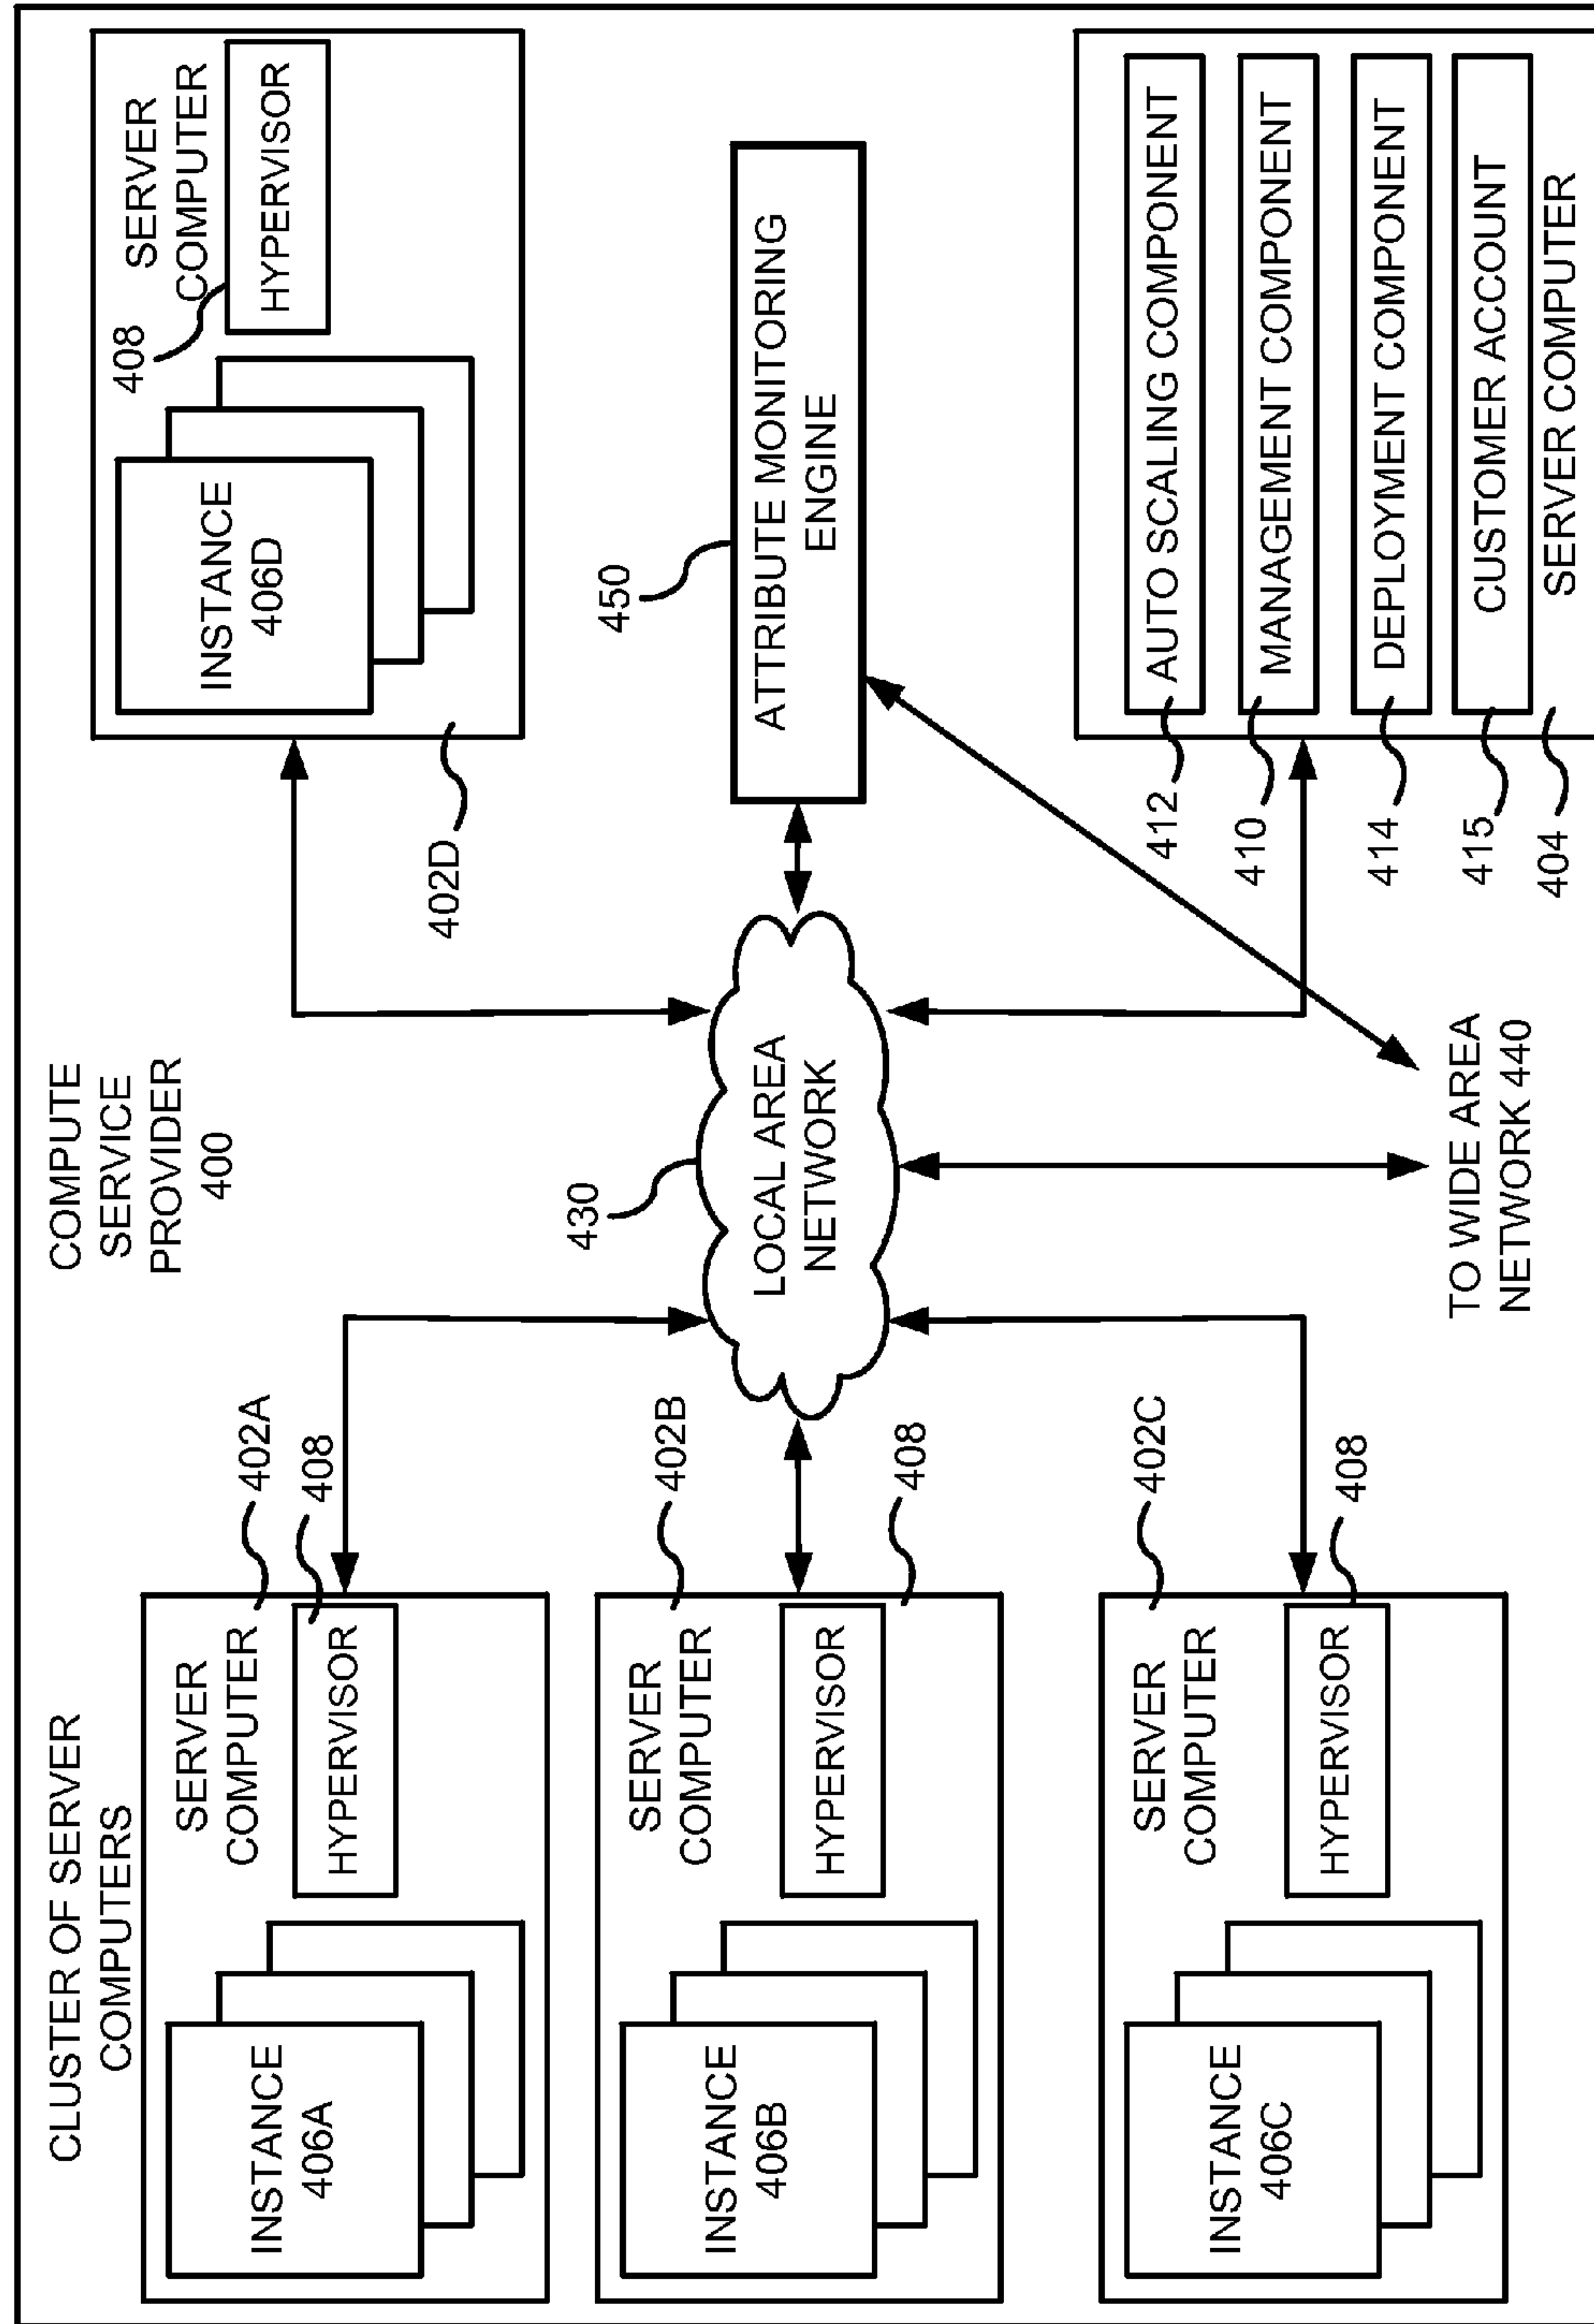 CLUSTER OF SERVER
COMPUTERS
COMPUTE
SERVICE
PROVIDER
400
SERVER
COMPUTER
HYPERVISOR
INSTANCE
406A
402A
408
SERVER
COMPUTER
HYPERVISOR
INSTANCE
406B
402B
408
SERVER
COMPUTER
HYPERVISOR
INSTANCE
406C
402C
408
430
LOCAL AREA
NETWORK
TO WIDE AREA
NETWORK 440
408
SERVER
COMPUTER
HYPERVISOR
INSTANCE
406D
402D
450
ATTRIBUTE MONITORING
ENGINE
412
AUTO SCALING COMPONENT
410
MANAGEMENT COMPONENT
414
DEPLOYMENT COMPONENT
415
CUSTOMER ACCOUNT
404
SERVER COMPUTER